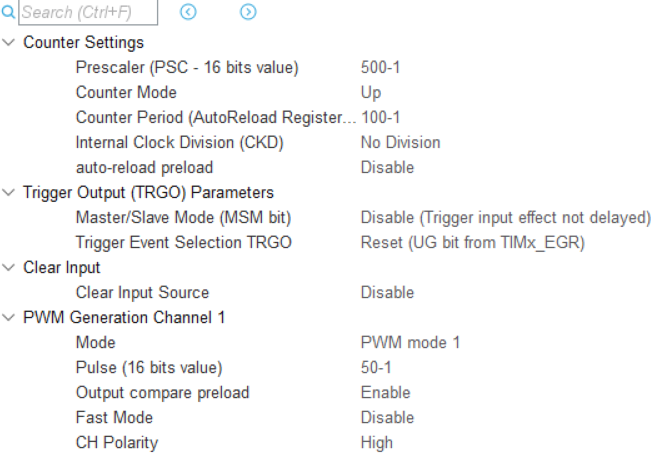 Search (Ctrl+F)
Counter Settings
Prescaler (PSC - 16 bits value) 500-1
Counter Mode Up
Counter Period (AutoReload Register... 100-1
Internal Clock Division (CKD) No Division
auto-reload preload Disable
Trigger Output (TRGO) Parameters
Master/Slave Mode (MSM bit) Disable (Trigger input effect not delayed)
Trigger Event Selection TRGO Reset (UG bit from TIMx_EGR)
Clear Input
Clear Input Source Disable
PWM Generation Channel 1
Mode PWM mode 1
Pulse (16 bits value) 50-1
Output compare preload Enable
Fast Mode Disable
CH Polarity High